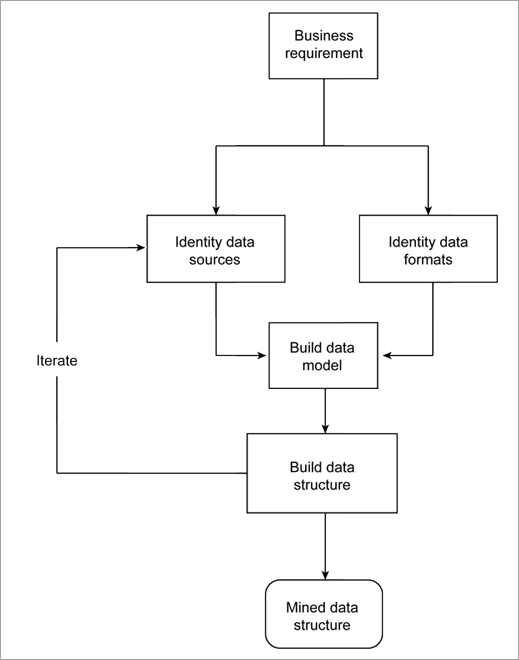 Business
requirement
Identity data
sources
Identity data
formats
Build data
model
Iterate
Build data
structure
Mined data
structure